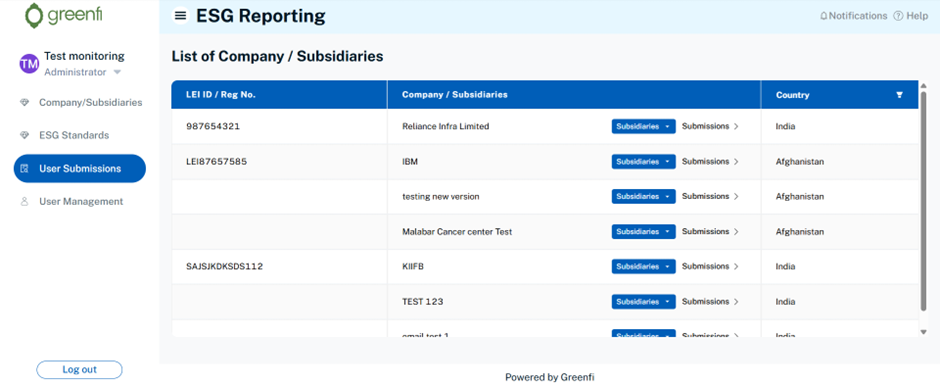 greenfi
ESG Reporting
Notifications
Help
TM
Test monitoring
Administrator
Company/Subsidiaries
ESG Standards
User Submissions
User Management
Log out
List of Company / Subsidiaries
LEI ID / Reg No. Company / Subsidiaries Country
987654321 Reliance Infra Limited Subsidiaries Submissions India
LEI87657585 IBM Subsidiaries Submissions Afghanistan
testing new version Subsidiaries Submissions Afghanistan
Malabar Cancer center Test Subsidiaries Submissions Afghanistan
SAJSJKDKSDS112 KIIFB Subsidiaries Submissions India
TEST 123 Subsidiaries Submissions India
email test 1 Subsidiaries Submissions India
Powered by Greenfi